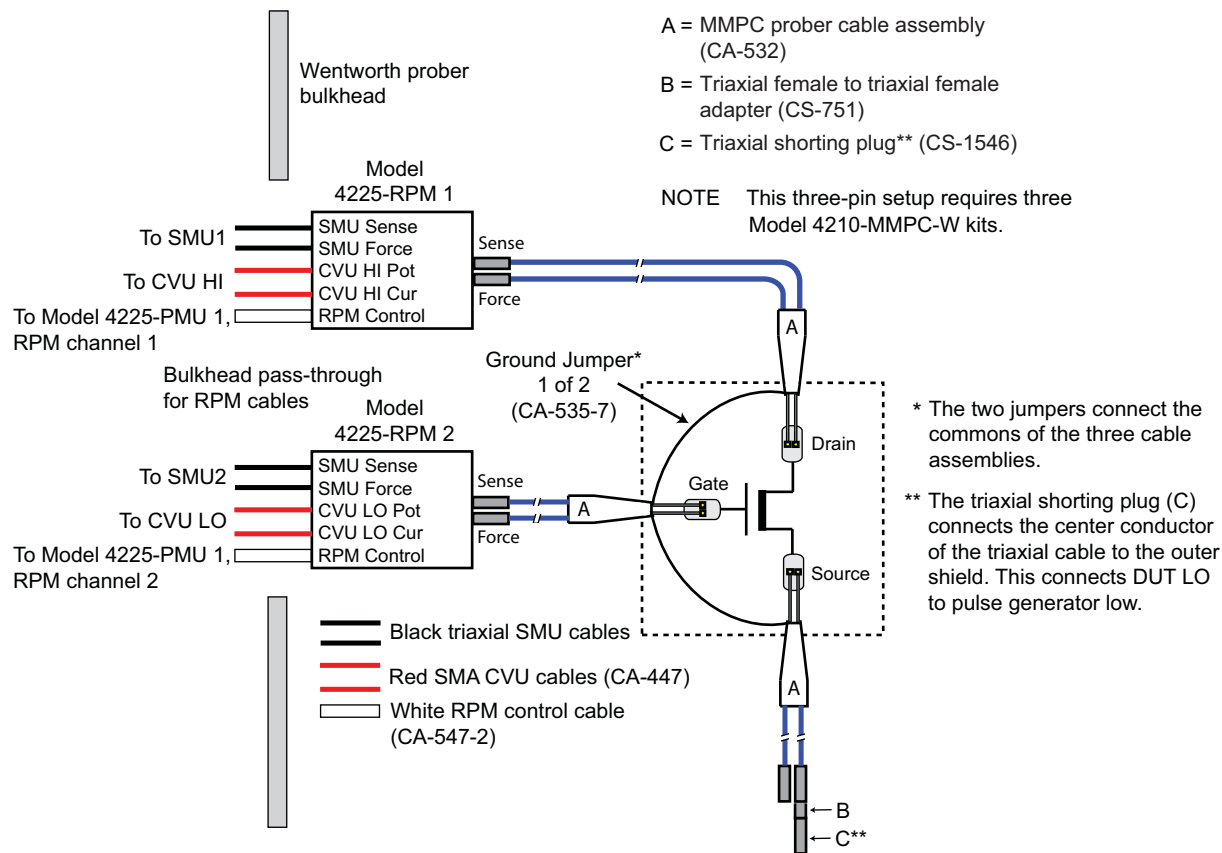 A = MMPC prober cable assembly
(CA-532)
B = Triaxial female to triaxial female
adapter (CS-751)
C = Triaxial shorting plug** (CS-1546)
NOTE This three-pin setup requires three
Model 4210-MMPC-W kits.
Wentworth prober
bulkhead
Model
4225-RPM 1
To SMU1
To CVU HI
To Model 4225-PMU 1,
RPM channel 1
SMU Sense
SMU Force
CVU HI Pot
CVU HI Cur
RPM Control
Sense
Force
A
Bulkhead pass-through
for RPM cables
Ground Jumper*
1 of 2
(CA-535-7)
Model
4225-RPM 2
To SMU2
To CVU LO
To Model 4225-PMU 1,
RPM channel 2
SMU Sense
SMU Force
CVU LO Pot
CVU LO Cur
RPM Control
Sense
Force
A
Gate
Drain
Source
* The two jumpers connect the
commons of the three cable
assemblies.
** The triaxial shorting plug (C)
connects the center conductor
of the triaxial cable to the outer
shield. This connects DUT LO
to pulse generator low.
Black triaxial SMU cables
Red SMA CVU cables (CA-447)
White RPM control cable
(CA-547-2)
A
B
C**